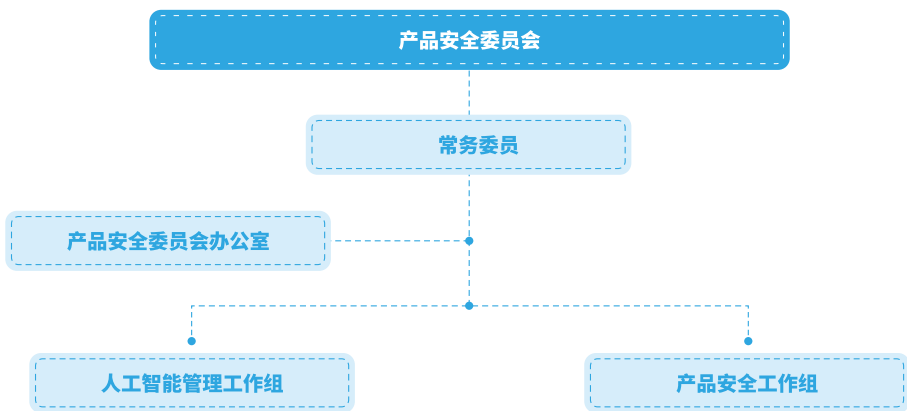 产品安全委员会
常务委员
产品安全委员会办公室
人工智能管理工作组
产品安全工作组